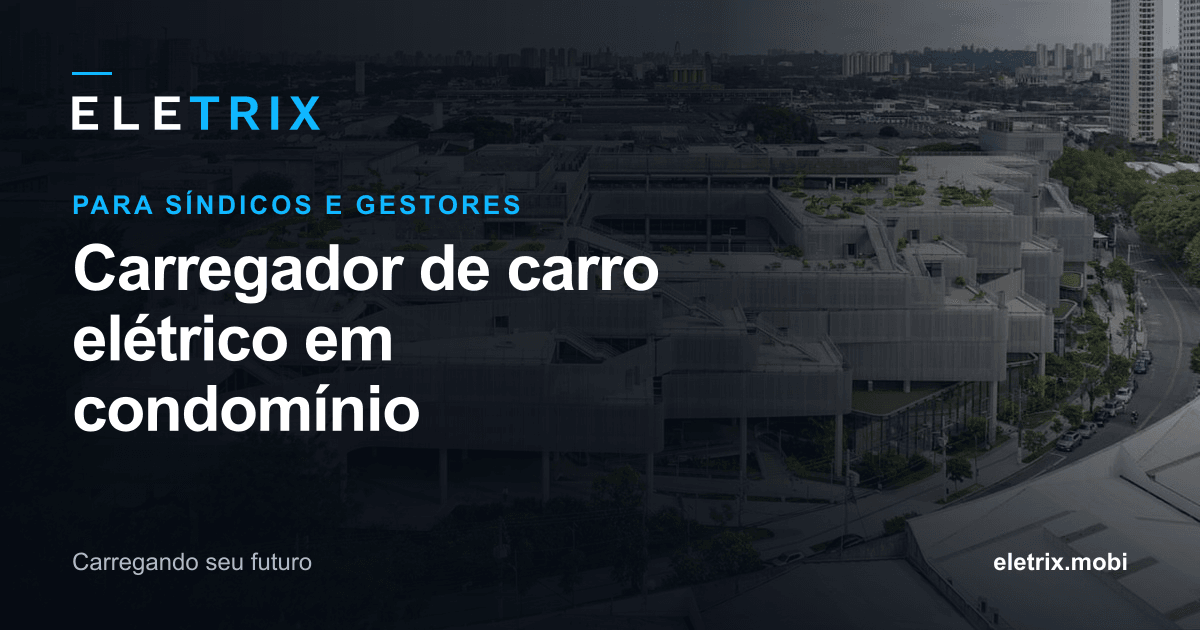 ELETRIX
PARA SÍNDICOS E GESTORES
Carregador de carro
elétrico em
condomínio
Carregando seu futuro
eletrix.mobi